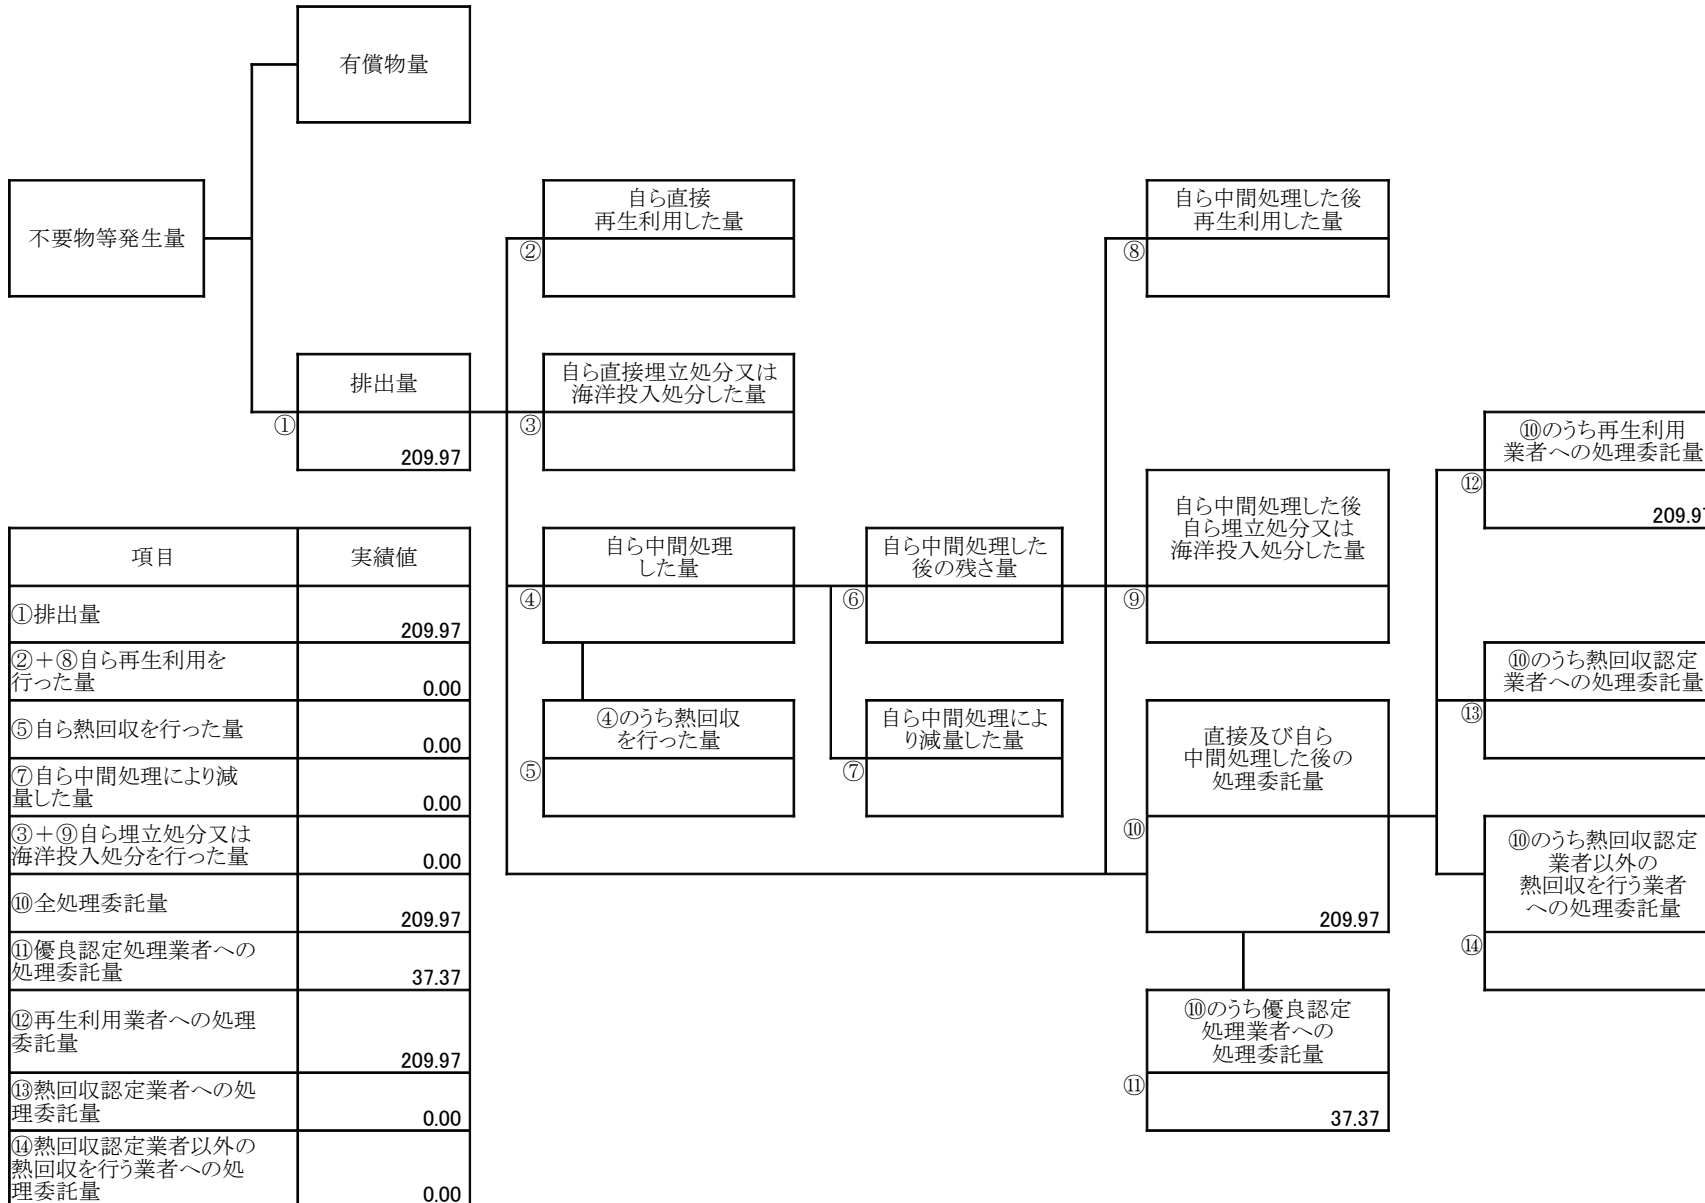 有償物量
不要物等発生量
自ら直接
再生利用した量
②
自ら中間処理した後
再生利用した量
⑧
排出量
①
209.97
自ら直接埋立処分又は
海洋投入処分した量
③
⑩のうち再生利用
業者への処理委託量
⑫
209.97
自ら中間処理
した量
④
自ら中間処理した
後の残さ量
⑥
自ら中間処理した後
自ら埋立処分又は
海洋投入処分した量
⑨
④のうち熱回収
を行った量
⑤
自ら中間処理によ
り減量した量
⑦
直接及び自ら
中間処理した後の
処理委託量
⑩
209.97
⑩のうち熱回収認定
業者への処理委託量
⑬
⑩のうち熱回収認定
業者以外の
熱回収を行う業者
への処理委託量
⑭
⑩のうち優良認定
処理業者への
処理委託量
⑪
37.37
項目 実績値
①排出量
209.97
②+⑧自ら再生利用を
行った量 0.00
⑤自ら熱回収を行った量
0.00
⑦自ら中間処理により減
量した量 0.00
③+⑨自ら埋立処分又は
海洋投入処分を行った量 0.00
⑩全処理委託量
209.97
⑪優良認定処理業者への
処理委託量 37.37
⑫再生利用業者への処理
委託量
209.97
⑬熱回収認定業者への処
理委託量 0.00
⑭熱回収認定業者以外の
熱回収を行う業者への処
理委託量 0.00